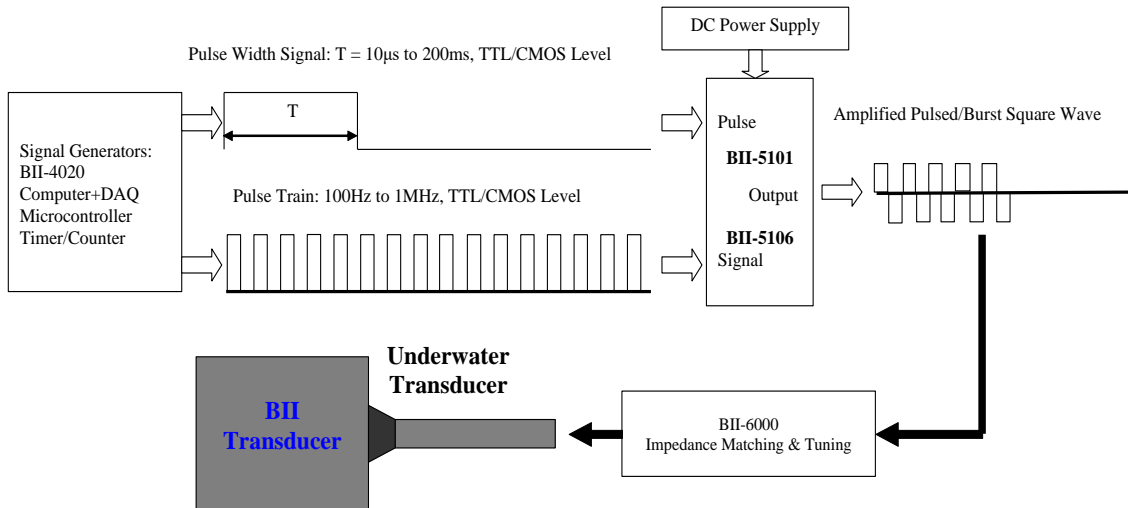 DC Power Supply
Pulse Width Signal: T = 10μs to 200ms, TTL/CMOS Level
T
Signal Generators:
BII-4020
Computer+DAQ
Microcontroller
Timer/Counter
Pulse Train: 100Hz to 1MHz, TTL/CMOS Level
Pulse
BII-5101
Output
BII-5106
Signal
Amplified Pulsed/Burst Square Wave
Underwater
Transducer
BII
Transducer
BII-6000
Impedance Matching & Tuning